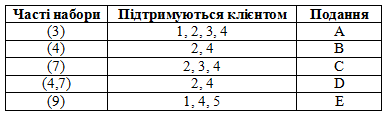 Часті набори Підтримуються клієнтом Подання
(3) 1, 2, 3, 4 A
(4) 2, 4 B
(7) 2, 3, 4 C
(4,7) 2, 4 D
(9) 1, 4, 5 E